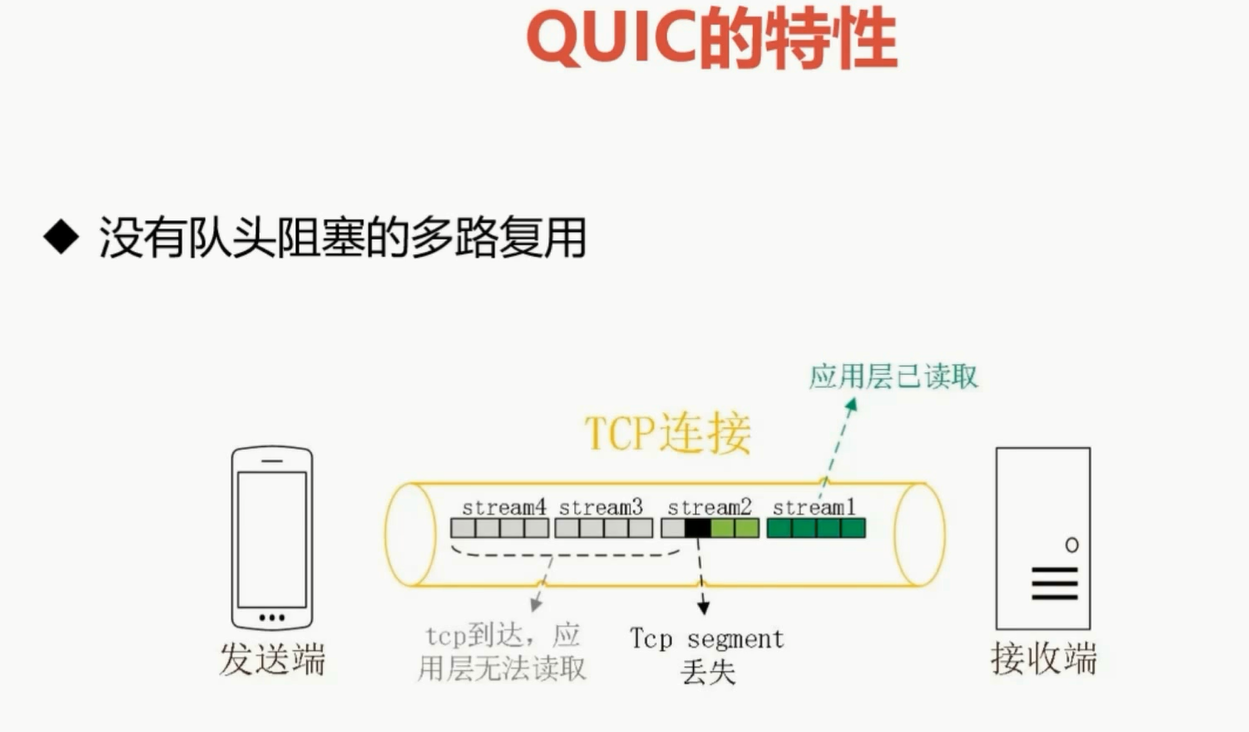 QUIC的特性
◆ 没有队头阻塞的多路复用
应用层已读取
TCP连接
stream4 stream3 stream2 stream1
tcp到达，应
用层无法读取
Tcp segment
丢失
发送端
接收端